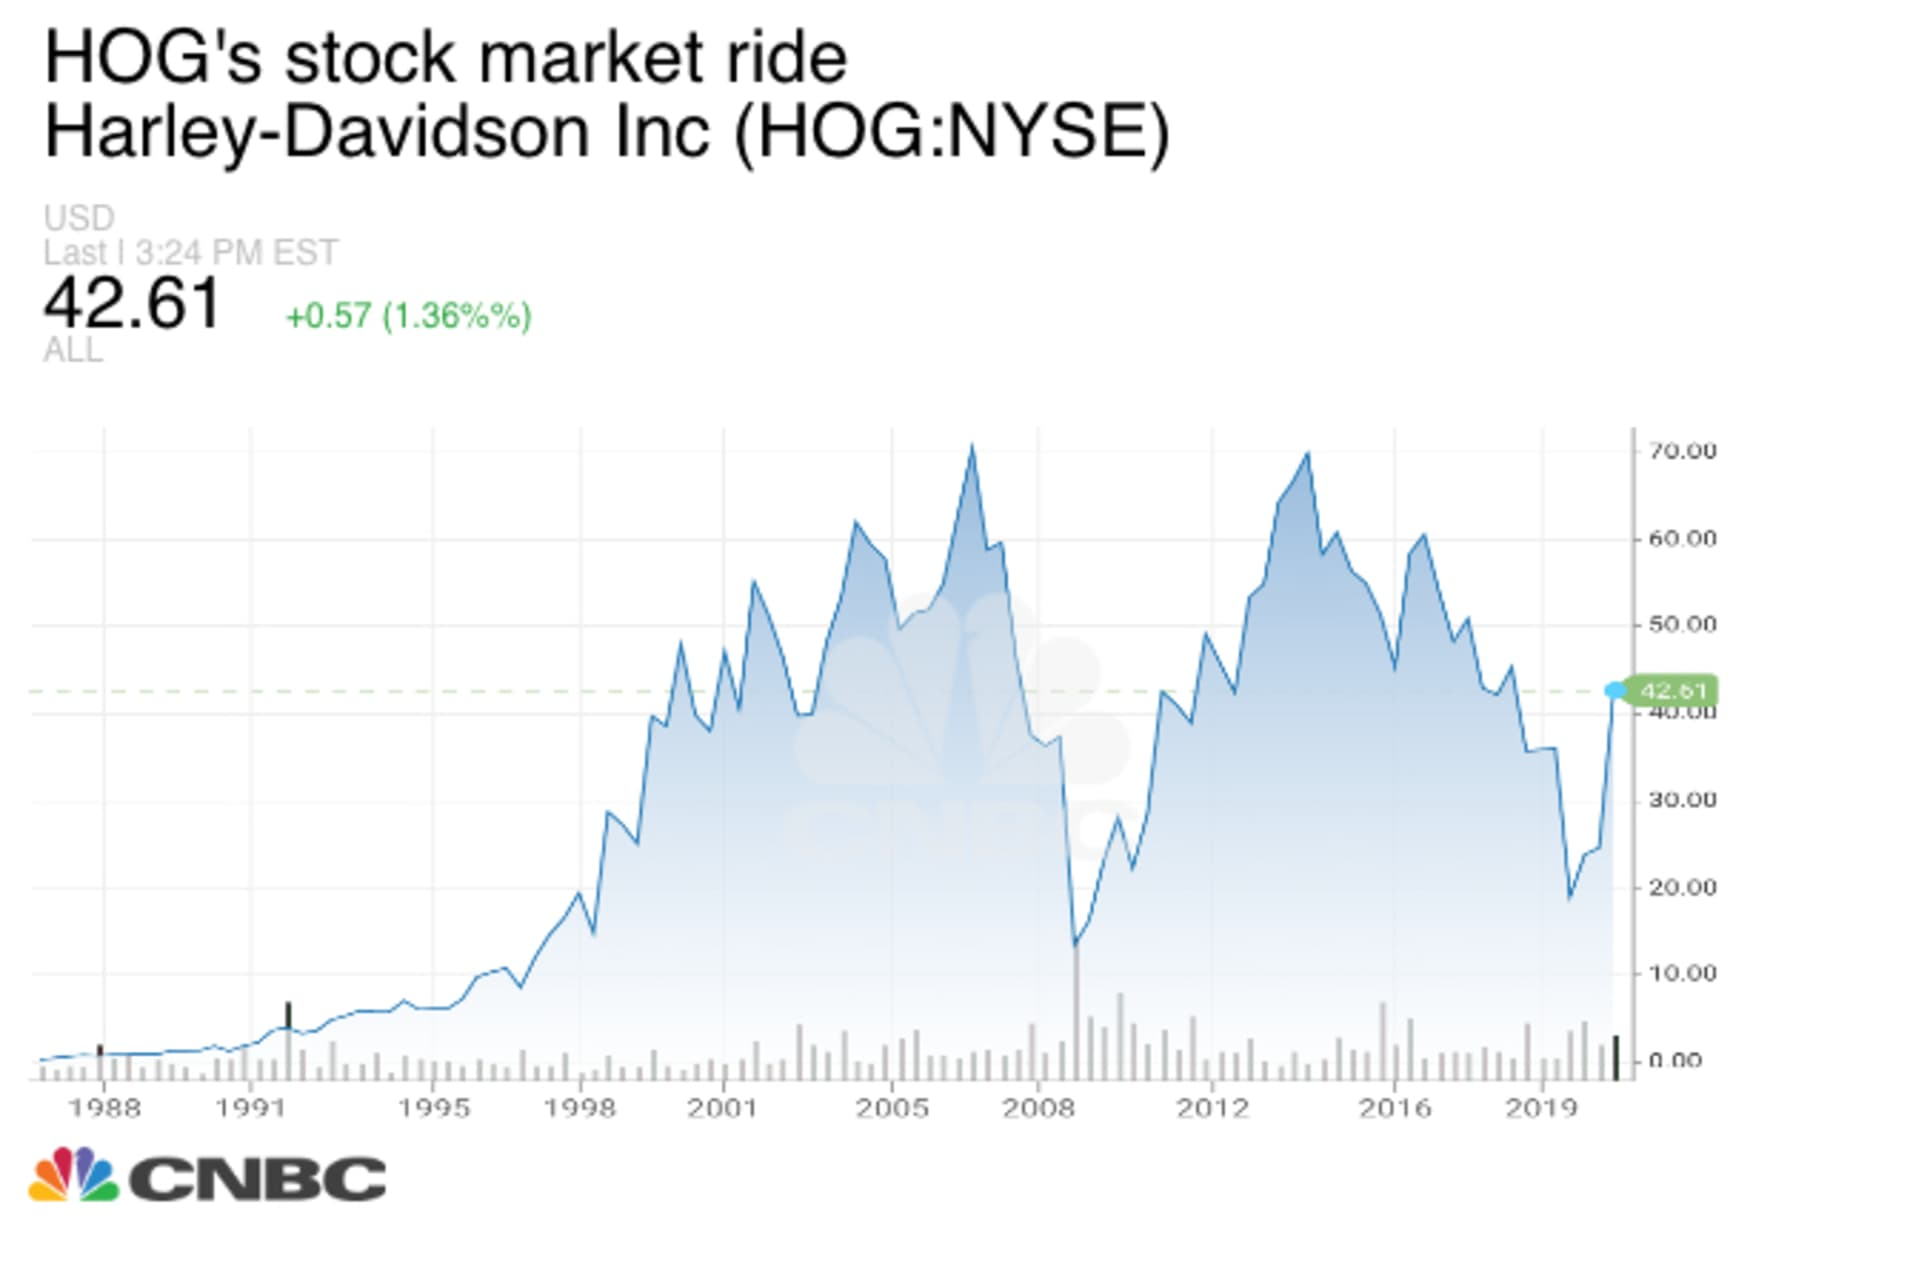 HOG's stock market ride
Harley-Davidson Inc (HOG:NYSE)
USD
Last | 3:24 PM EST
42.61 +0.57 (1.36%%)
ALL
70.00
60.00
50.00
42.61
40.00
30.00
20.00
10.00
0.00
CNBC
1988 1991 1995 1998 2001 2005 2008 2012 2016 2019
CNBC